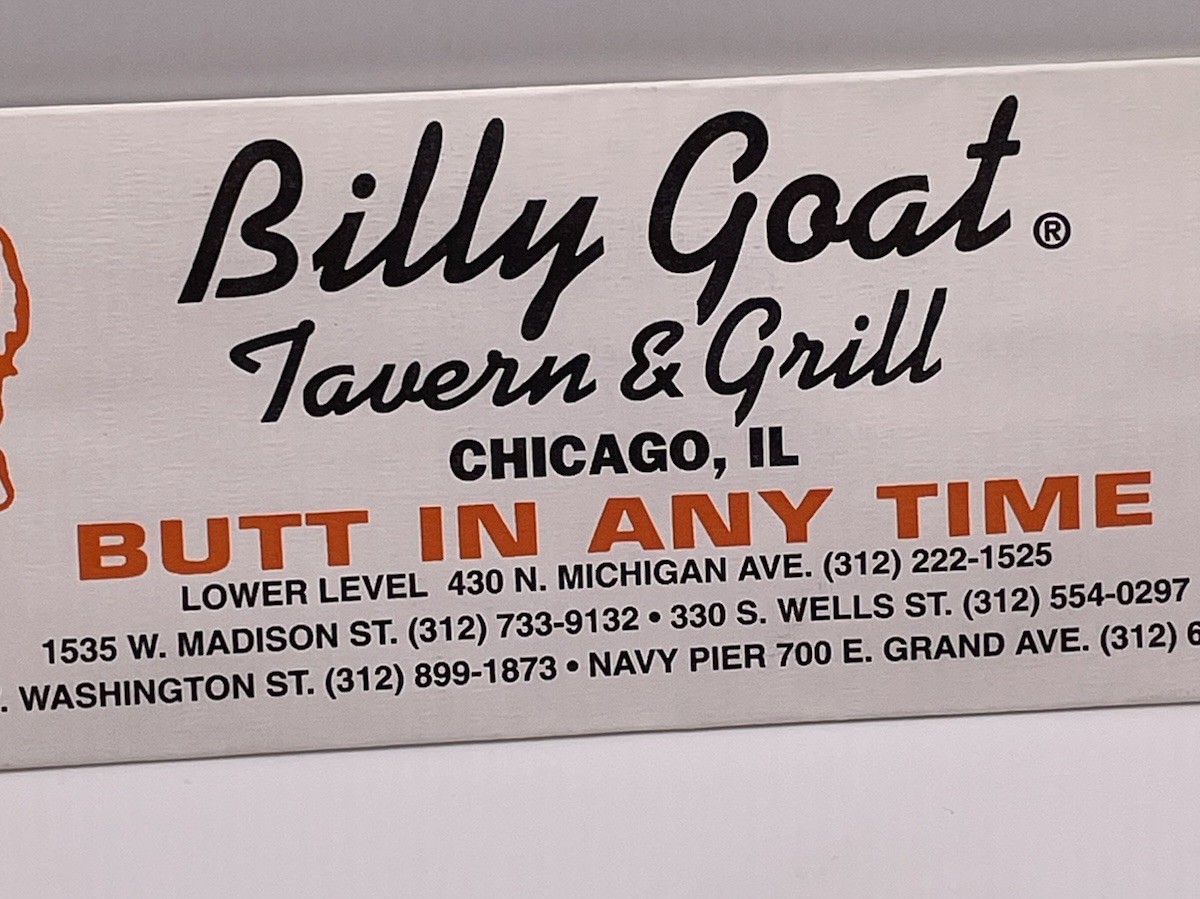 Billy Goat®
Tavern & Grill
CHICAGO, IL
BUTT IN ANY TIME
LOWER LEVEL 430 N. MICHIGAN AVE. (312) 222-1525
1535 W. MADISON ST. (312) 733-9132 • 330 S. WELLS ST. (312) 554-0297
. WASHINGTON ST. (312) 899-1873 • NAVY PIER 700 E. GRAND AVE. (312) 6